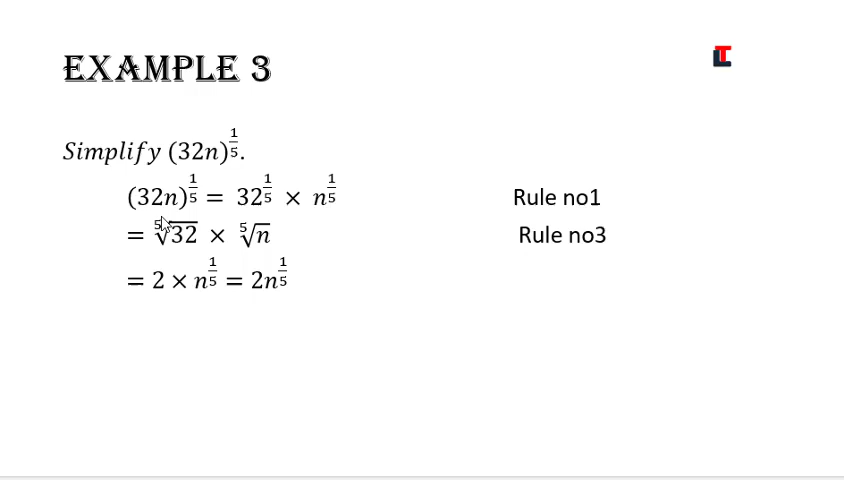 EXAMPLE 3
LT
Simplify (32n)^{1/5}.
(32n)^{1/5} = 32^{1/5} × n^{1/5} Rule no1
= ⁵√32 × ⁵√n Rule no3
= 2 × n^{1/5} = 2n^{1/5}